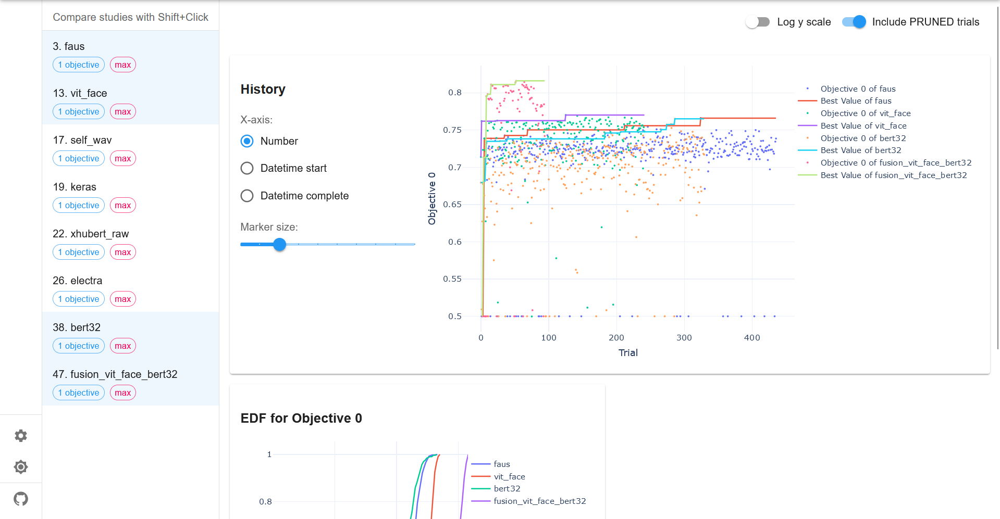 Compare studies with Shift+Click
3. faus
1 objective max
13. vit_face
1 objective max
17. self_wav
1 objective max
19. keras
1 objective max
22. xhubert_raw
1 objective max
26. electra
1 objective max
38. bert32
1 objective max
47. fusion_vit_face_bert32
1 objective max
Log y scale
Include PRUNED trials
History
X-axis:
Number
Datetime start
Datetime complete
Marker size:
Objective 0
0.8
0.75
0.7
0.65
0.6
0.55
0.5
0 100 200 300 400
Trial
Objective 0 of faus
Best Value of faus
Objective 0 of vit_face
Best Value of vit_face
Objective 0 of bert32
Best Value of bert32
Objective 0 of fusion_vit_face_bert32
Best Value of fusion_vit_face_bert32
EDF for Objective 0
1
0.8
faus
vit_face
bert32
fusion_vit_face_bert32